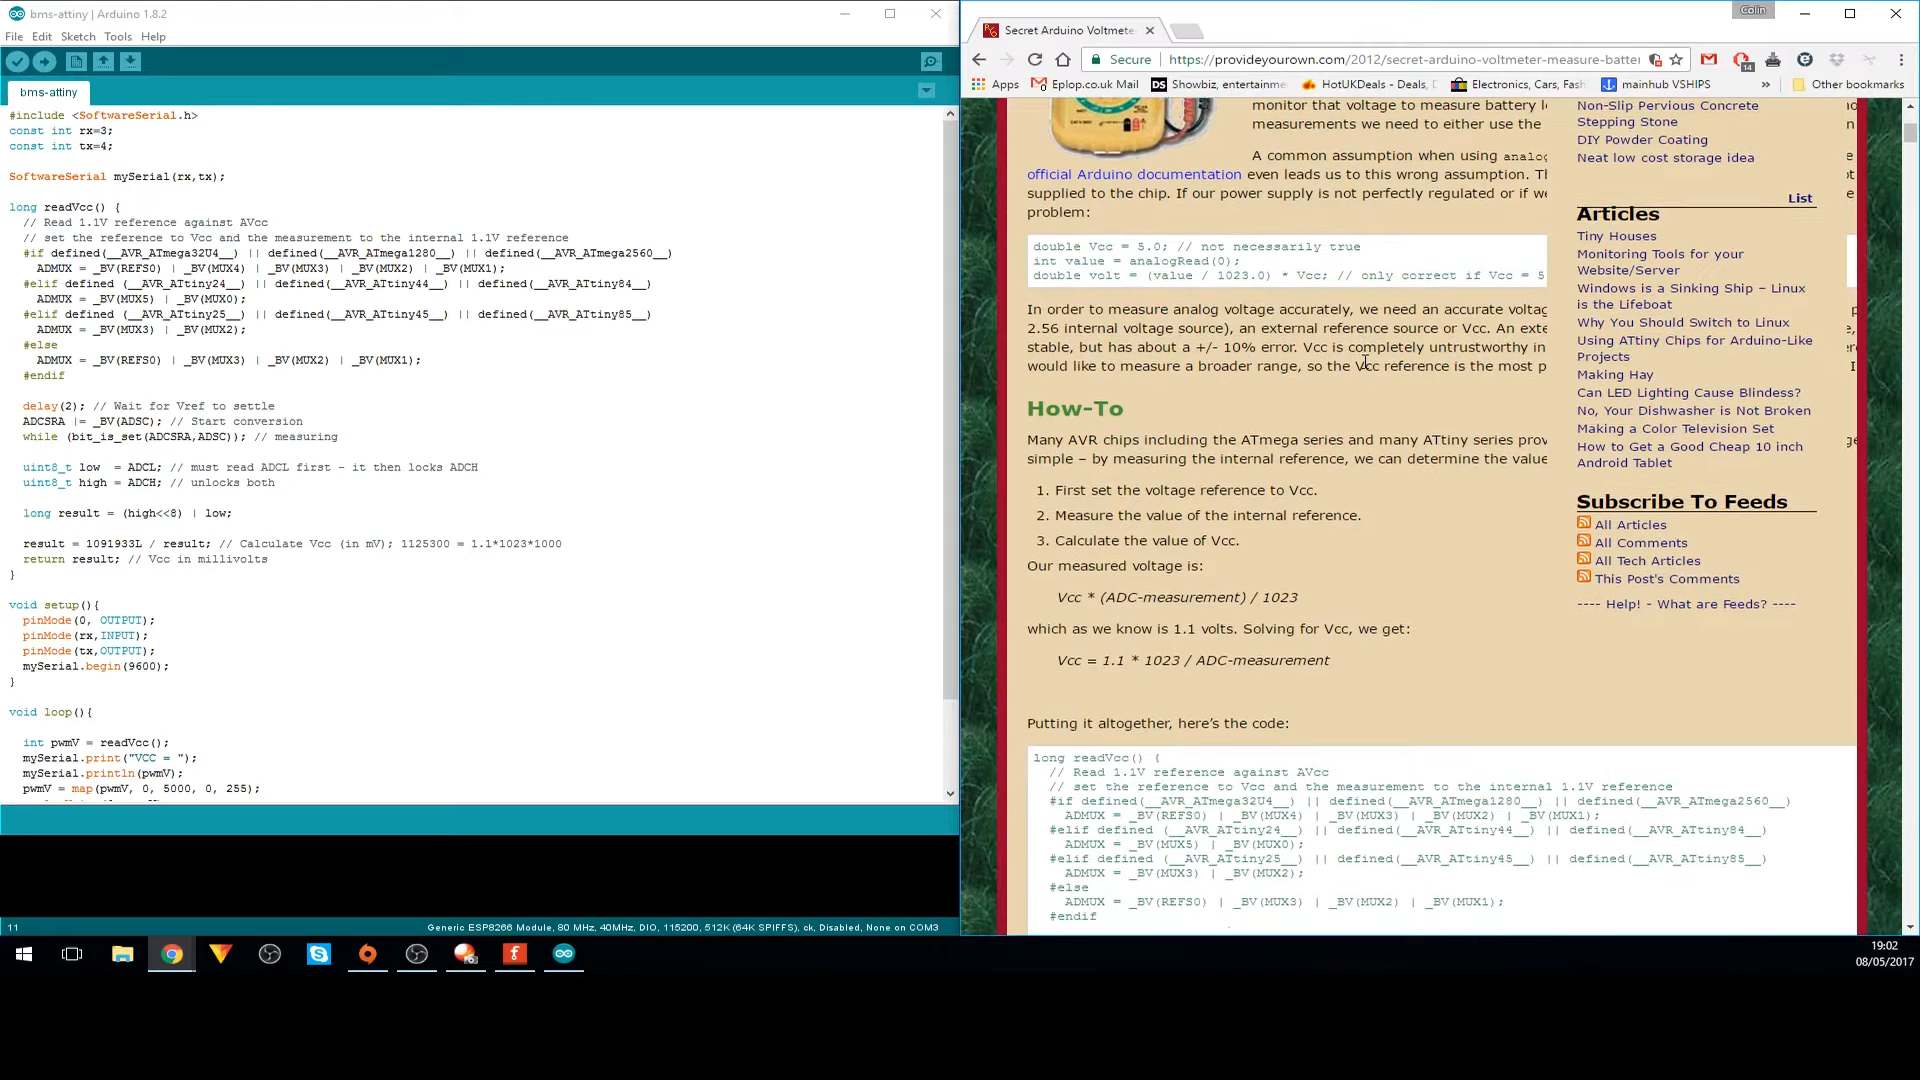 bms-attiny | Arduino 1.8.2
File Edit Sketch Tools Help
bms-attiny
#include <SoftwareSerial.h>
const int rx=3;
const int tx=4;
SoftwareSerial mySerial(rx,tx);
long readVcc() {
// Read 1.1V reference against AVcc
// set the reference to Vcc and the measurement to the internal 1.1V reference
#if defined(__AVR_ATmega32U4__) || defined(__AVR_ATmega1280__) || defined(__AVR_ATmega2560__)
ADMUX = _BV(REFS0) | _BV(MUX4) | _BV(MUX3) | _BV(MUX2) | _BV(MUX1);
#elif defined (__AVR_ATtiny24__) || defined(__AVR_ATtiny44__) || defined(__AVR_ATtiny84__)
ADMUX = _BV(MUX5) | _BV(MUX0);
#elif defined (__AVR_ATtiny25__) || defined(__AVR_ATtiny45__) || defined(__AVR_ATtiny85__)
ADMUX = _BV(MUX3) | _BV(MUX2);
#else
ADMUX = _BV(REFS0) | _BV(MUX3) | _BV(MUX2) | _BV(MUX1);
#endif
delay(2); // Wait for Vref to settle
ADCSRA |= _BV(ADSC); // Start conversion
while (bit_is_set(ADCSRA,ADSC)); // measuring
uint8_t low = ADCL; // must read ADCL first - it then locks ADCH
uint8_t high = ADCH; // unlocks both
long result = (high<<8) | low;
result = 1091933L / result; // Calculate Vcc (in mV); 1125300 = 1.1*1023*1000
return result; // Vcc in millivolts
}
void setup(){
pinMode(0, OUTPUT);
pinMode(rx,INPUT);
pinMode(tx,OUTPUT);
mySerial.begin(9600);
}
void loop(){
int pwmV = readVcc();
mySerial.print("VCC = ");
mySerial.println(pwmV);
pwmV = map(pwmV, 0, 5000, 0, 255);
11
Generic ESP8266 Module, 80 MHz, 40MHz, DIO, 115200, 512K (64K SPIFFS), ck, Disabled, None on COM3
Colin
Secret Arduino Voltmete
Secure https://provideyourown.com/2012/secret-arduino-voltmeter-measure-batte
14
Apps Eplop.co.uk Mail DS Showbiz, entertainme HotUKDeals - Deals, Electronics, Cars, Fash mainhub VSHIPS » Other bookmarks
monitor that voltage to measure battery l
measurements we need to either use the
A common assumption when using analog
official Arduino documentation even leads us to this wrong assumption. Th
supplied to the chip. If our power supply is not perfectly regulated or if we
problem:
double Vcc = 5.0; // not necessarily true
int value = analogRead(0);
double volt = (value / 1023.0) * Vcc; // only correct if Vcc = 5
In order to measure analog voltage accurately, we need an accurate voltag
2.56 internal voltage source), an external reference source or Vcc. An exte
stable, but has about a +/- 10% error. Vcc is completely untrustworthy in
would like to measure a broader range, so the Vcc reference is the most p
How-To
Many AVR chips including the ATmega series and many ATtiny series prov
simple – by measuring the internal reference, we can determine the value
1. First set the voltage reference to Vcc.
2. Measure the value of the internal reference.
3. Calculate the value of Vcc.
Our measured voltage is:
Vcc * (ADC-measurement) / 1023
which as we know is 1.1 volts. Solving for Vcc, we get:
Vcc = 1.1 * 1023 / ADC-measurement
Putting it altogether, here's the code:
long readVcc() {
// Read 1.1V reference against AVcc
// set the reference to Vcc and the measurement to the internal 1.1V reference
#if defined(__AVR_ATmega32U4__) || defined(__AVR_ATmega1280__) || defined(__AVR_ATmega2560__)
ADMUX = _BV(REFS0) | _BV(MUX4) | _BV(MUX3) | _BV(MUX2) | _BV(MUX1);
#elif defined (__AVR_ATtiny24__) || defined(__AVR_ATtiny44__) || defined(__AVR_ATtiny84__)
ADMUX = _BV(MUX5) | _BV(MUX0);
#elif defined (__AVR_ATtiny25__) || defined(__AVR_ATtiny45__) || defined(__AVR_ATtiny85__)
ADMUX = _BV(MUX3) | _BV(MUX2);
#else
ADMUX = _BV(REFS0) | _BV(MUX3) | _BV(MUX2) | _BV(MUX1);
#endif
Non-Slip Pervious Concrete
Stepping Stone
DIY Powder Coating
Neat low cost storage idea
List
Articles
Tiny Houses
Monitoring Tools for your
Website/Server
Windows is a Sinking Ship – Linux
is the Lifeboat
Why You Should Switch to Linux
Using ATtiny Chips for Arduino-Like
Projects
Making Hay
Can LED Lighting Cause Blindess?
No, Your Dishwasher is Not Broken
Making a Color Television Set
How to Get a Good Cheap 10 inch
Android Tablet
Subscribe To Feeds
All Articles
All Comments
All Tech Articles
This Post's Comments
---- Help! - What are Feeds? ----
19:02
08/05/2017